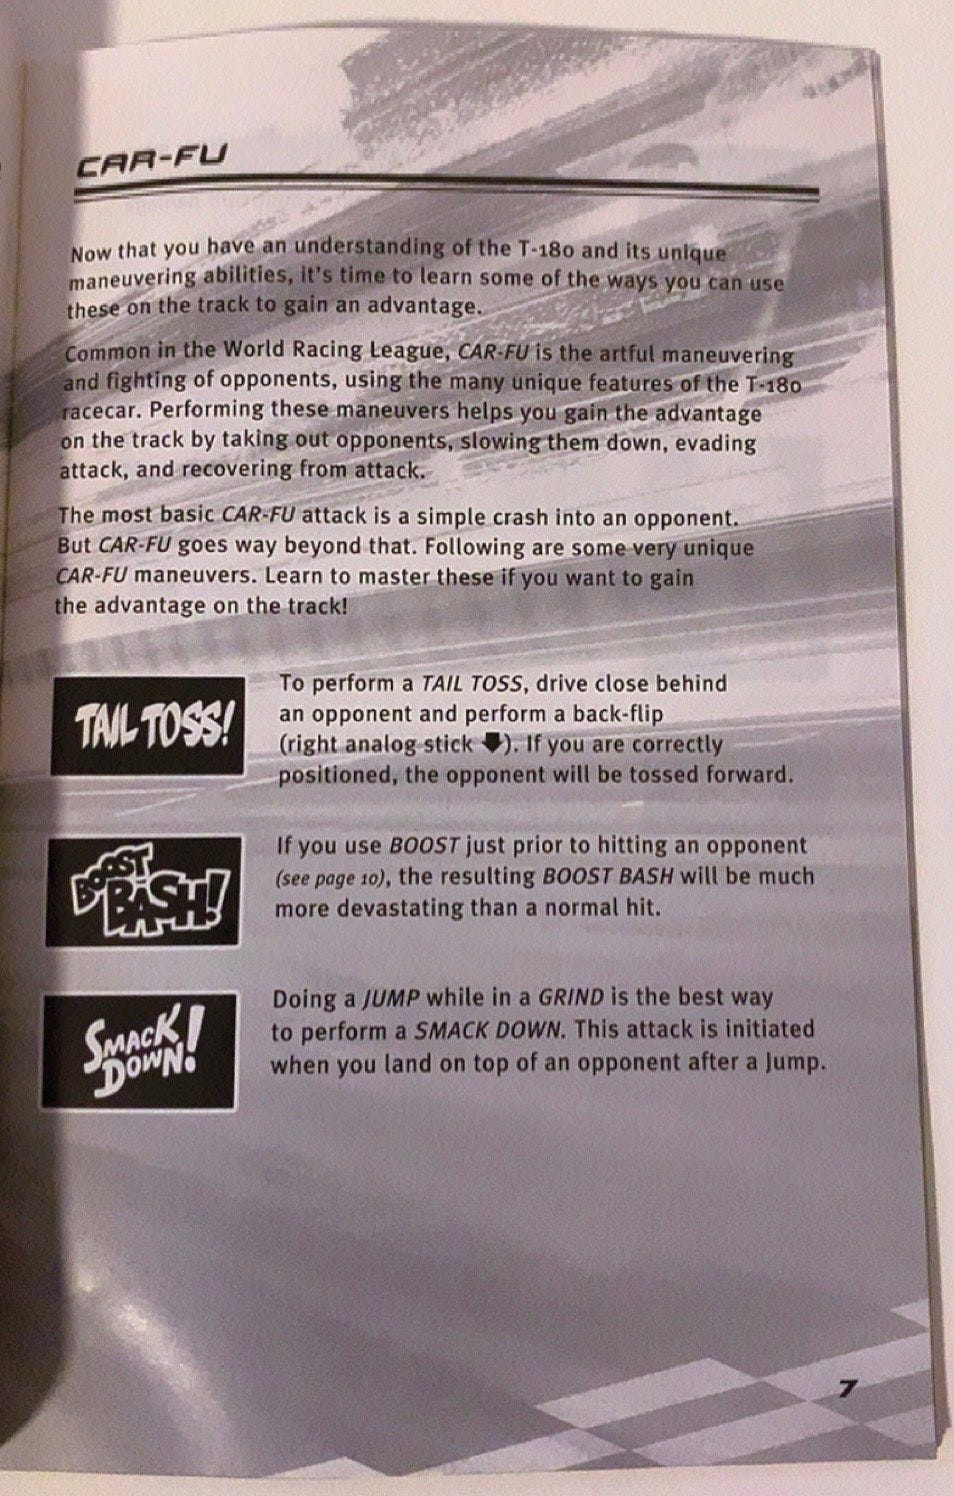 CAR-FU
Now that you have an understanding of the T-180 and its unique
maneuvering abilities, it's time to learn some of the ways you can use
these on the track to gain an advantage.
Common in the World Racing League, CAR-FU is the artful maneuvering
and fighting of opponents, using the many unique features of the T-180
racecar. Performing these maneuvers helps you gain the advantage
on the track by taking out opponents, slowing them down, evading
attack, and recovering from attack.
The most basic CAR-FU attack is a simple crash into an opponent.
But CAR-FU goes way beyond that. Following are some very unique
CAR-FU maneuvers. Learn to master these if you want to gain
the advantage on the track!
TAIL TOSS!
To perform a TAIL TOSS, drive close behind
an opponent and perform a back-flip
(right analog stick 🡇). If you are correctly
positioned, the opponent will be tossed forward.
BOOST
BASH!
If you use BOOST just prior to hitting an opponent
(see page 10), the resulting BOOST BASH will be much
more devastating than a normal hit.
SMACK
DOWN!
Doing a JUMP while in a GRIND is the best way
to perform a SMACK DOWN. This attack is initiated
when you land on top of an opponent after a Jump.
7